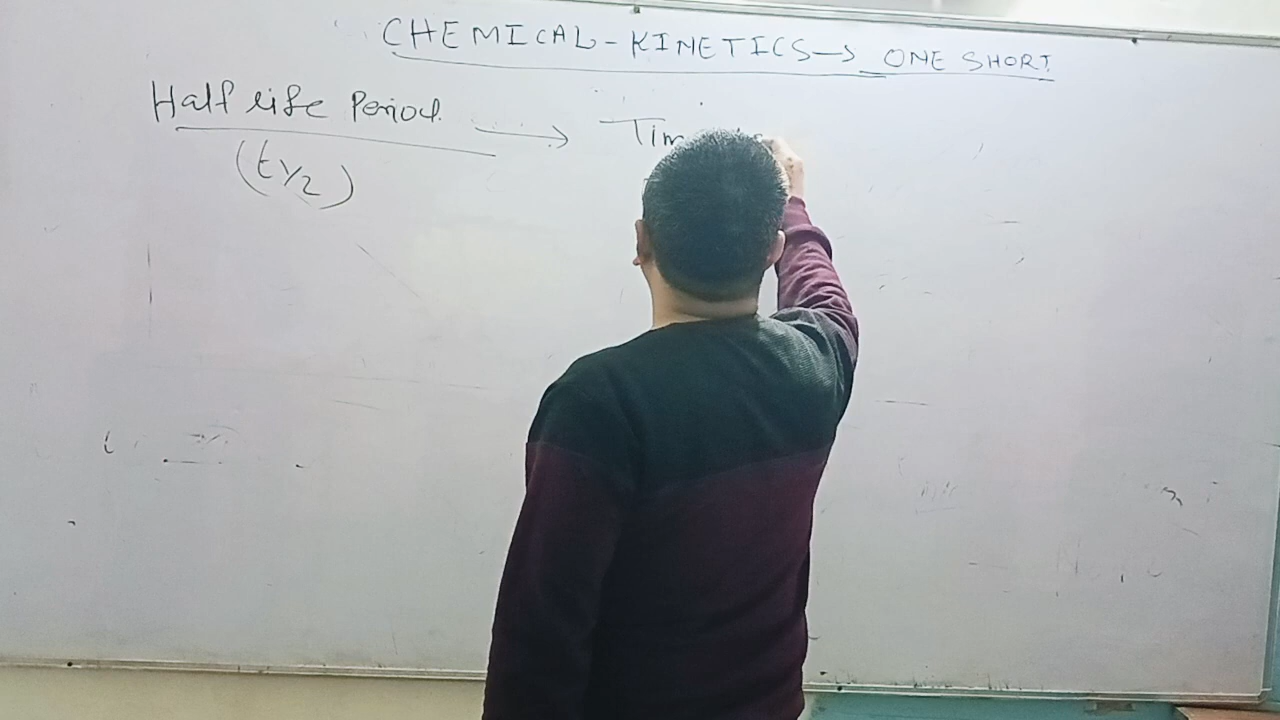 CHEMICAL-KINETICS→ ONE SHORT
Half life Period → Tim
(t1/2)